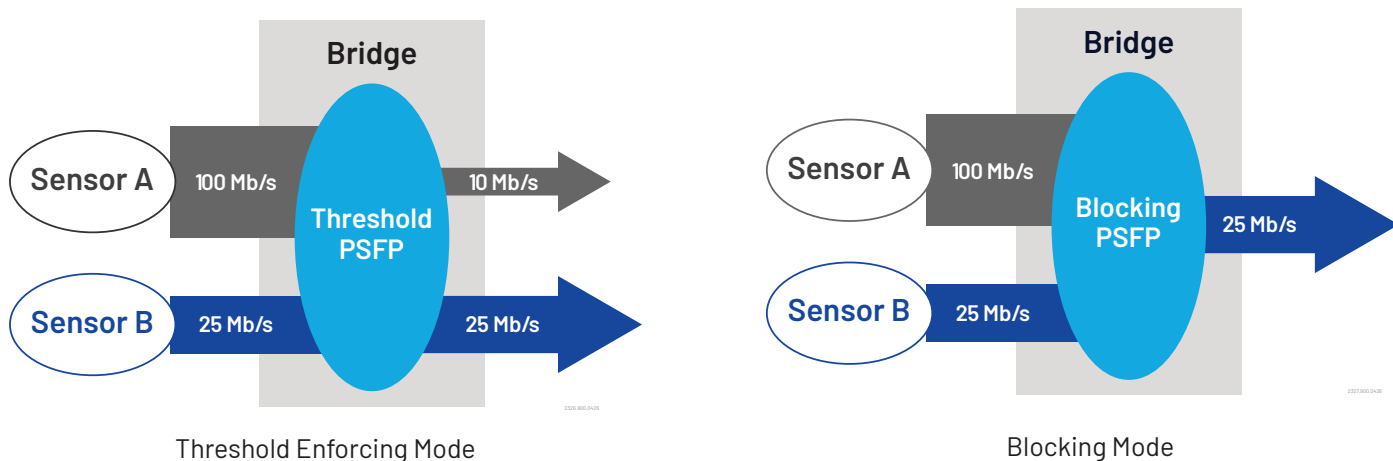 Bridge
Sensor A
100 Mb/s
10 Mb/s
Threshold
PSFP
Sensor B
25 Mb/s
25 Mb/s
Threshold Enforcing Mode
Bridge
Sensor A
100 Mb/s
Blocking
PSFP
25 Mb/s
Sensor B
25 Mb/s
Blocking Mode